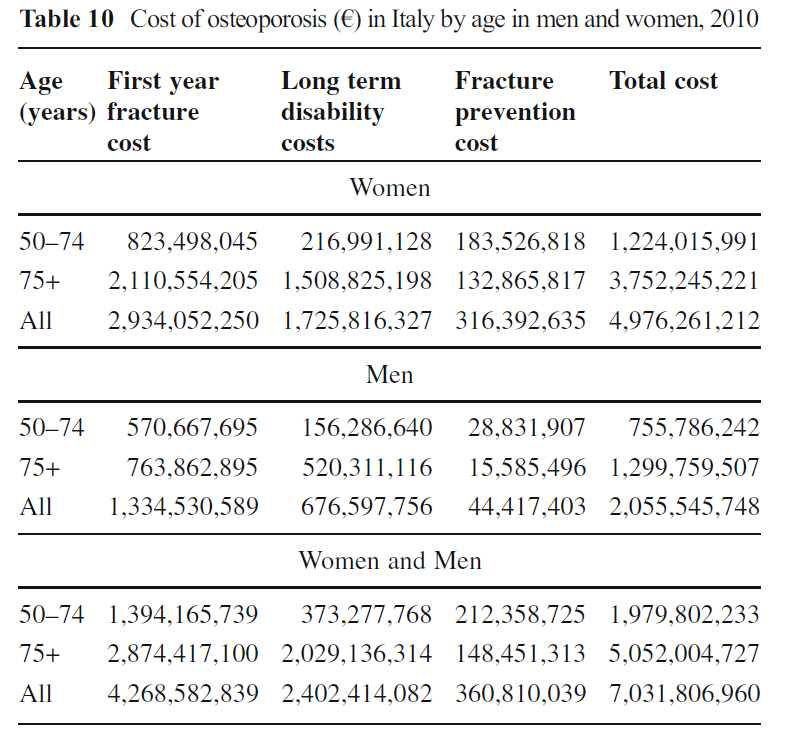 Table 10 Cost of osteoporosis (€) in Italy by age in men and women, 2010
Age First year Long term Fracture Total cost
(years) fracture disability prevention
cost costs cost
Women
50–74 823,498,045 216,991,128 183,526,818 1,224,015,991
75+ 2,110,554,205 1,508,825,198 132,865,817 3,752,245,221
All 2,934,052,250 1,725,816,327 316,392,635 4,976,261,212
Men
50–74 570,667,695 156,286,640 28,831,907 755,786,242
75+ 763,862,895 520,311,116 15,585,496 1,299,759,507
All 1,334,530,589 676,597,756 44,417,403 2,055,545,748
Women and Men
50–74 1,394,165,739 373,277,768 212,358,725 1,979,802,233
75+ 2,874,417,100 2,029,136,314 148,451,313 5,052,004,727
All 4,268,582,839 2,402,414,082 360,810,039 7,031,806,960